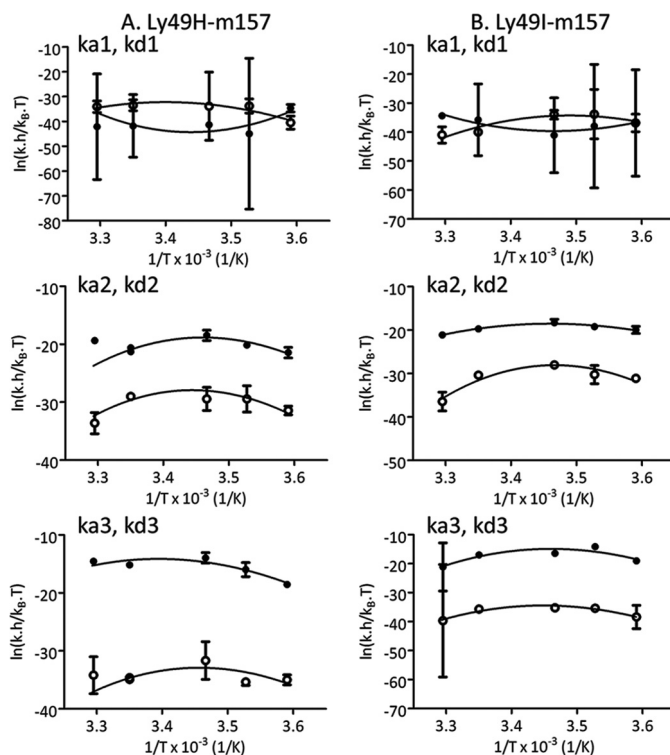 A. Ly49H-m157
B. Ly49I-m157
ka1, kd1
ka1, kd1
ln(k.h/kB.T)
-10
-20
-30
-40
-50
-60
-70
-80
3.3 3.4 3.5 3.6
1/T x 10⁻³ (1/K)
ln(k.h/kB.T)
-10
-20
-30
-40
-50
-60
-70
3.3 3.4 3.5 3.6
1/T x 10⁻³ (1/K)
ka2, kd2
ka2, kd2
ln(k.h/kB.T)
-10
-20
-30
-40
3.3 3.4 3.5 3.6
1/T x 10⁻³ (1/K)
ln(k.h/kB.T)
-10
-20
-30
-40
-50
3.3 3.4 3.5 3.6
1/T x 10⁻³ (1/K)
ka3, kd3
ka3, kd3
ln(k.h/kB.T)
-10
-20
-30
-40
3.3 3.4 3.5 3.6
1/T x 10⁻³ (1/K)
ln(k.h/kB.T)
-10
-20
-30
-40
-50
-60
-70
3.3 3.4 3.5 3.6
1/T x 10⁻³ (1/K)